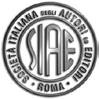 SOCIETÀ ITALIANA DEGLI AUTORI ED EDITORI
SIAE
· ROMA ·